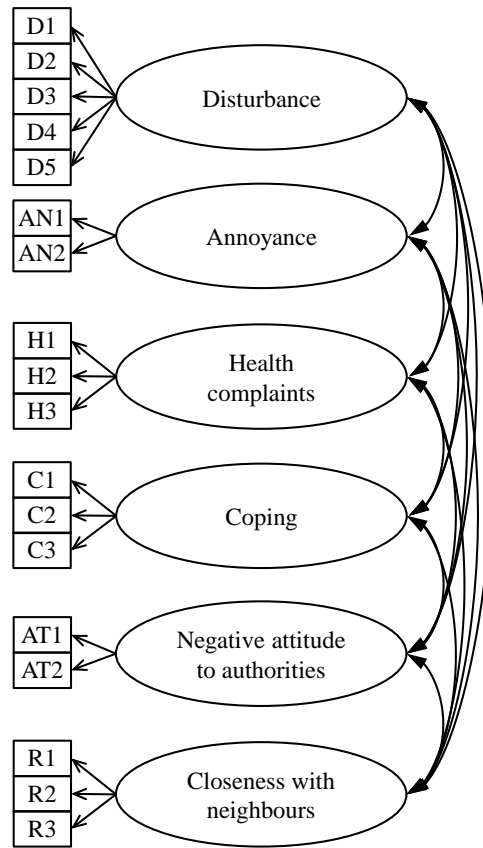 D1
D2
D3
D4
D5
Disturbance
AN1
AN2
Annoyance
H1
H2
H3
Health
complaints
C1
C2
C3
Coping
AT1
AT2
Negative attitude
to authorities
R1
R2
R3
Closeness with
neighbours